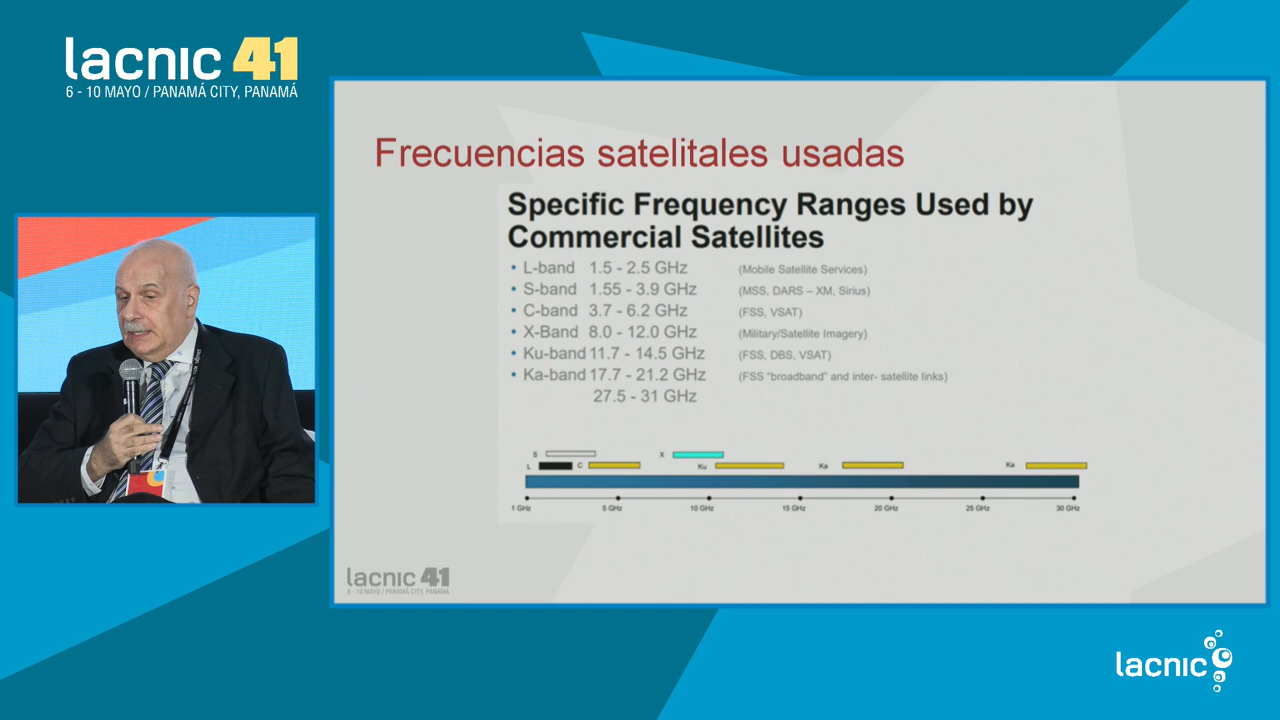 lacnic 41
6 - 10 MAYO / PANAMÁ CITY, PANAMÁ
Frecuencias satelitales usadas
Specific Frequency Ranges Used by
Commercial Satellites
• L-band 1.5 - 2.5 GHz (Mobile Satellite Services)
• S-band 1.55 - 3.9 GHz (MSS, DARS – XM, Sirius)
• C-band 3.7 - 6.2 GHz (FSS, VSAT)
• X-Band 8.0 - 12.0 GHz (Military/Satellite Imagery)
• Ku-band 11.7 - 14.5 GHz (FSS, DBS, VSAT)
• Ka-band 17.7 - 21.2 GHz (FSS "broadband" and inter- satellite links)
27.5 - 31 GHz
S X
L C Ku Ka Ka
1 GHz 5 GHz 10 GHz 15 GHz 20 GHz 25 GHz 30 GHz
lacnic 41
6 - 10 MAYO / PANAMÁ CITY, PANAMÁ
lacnic